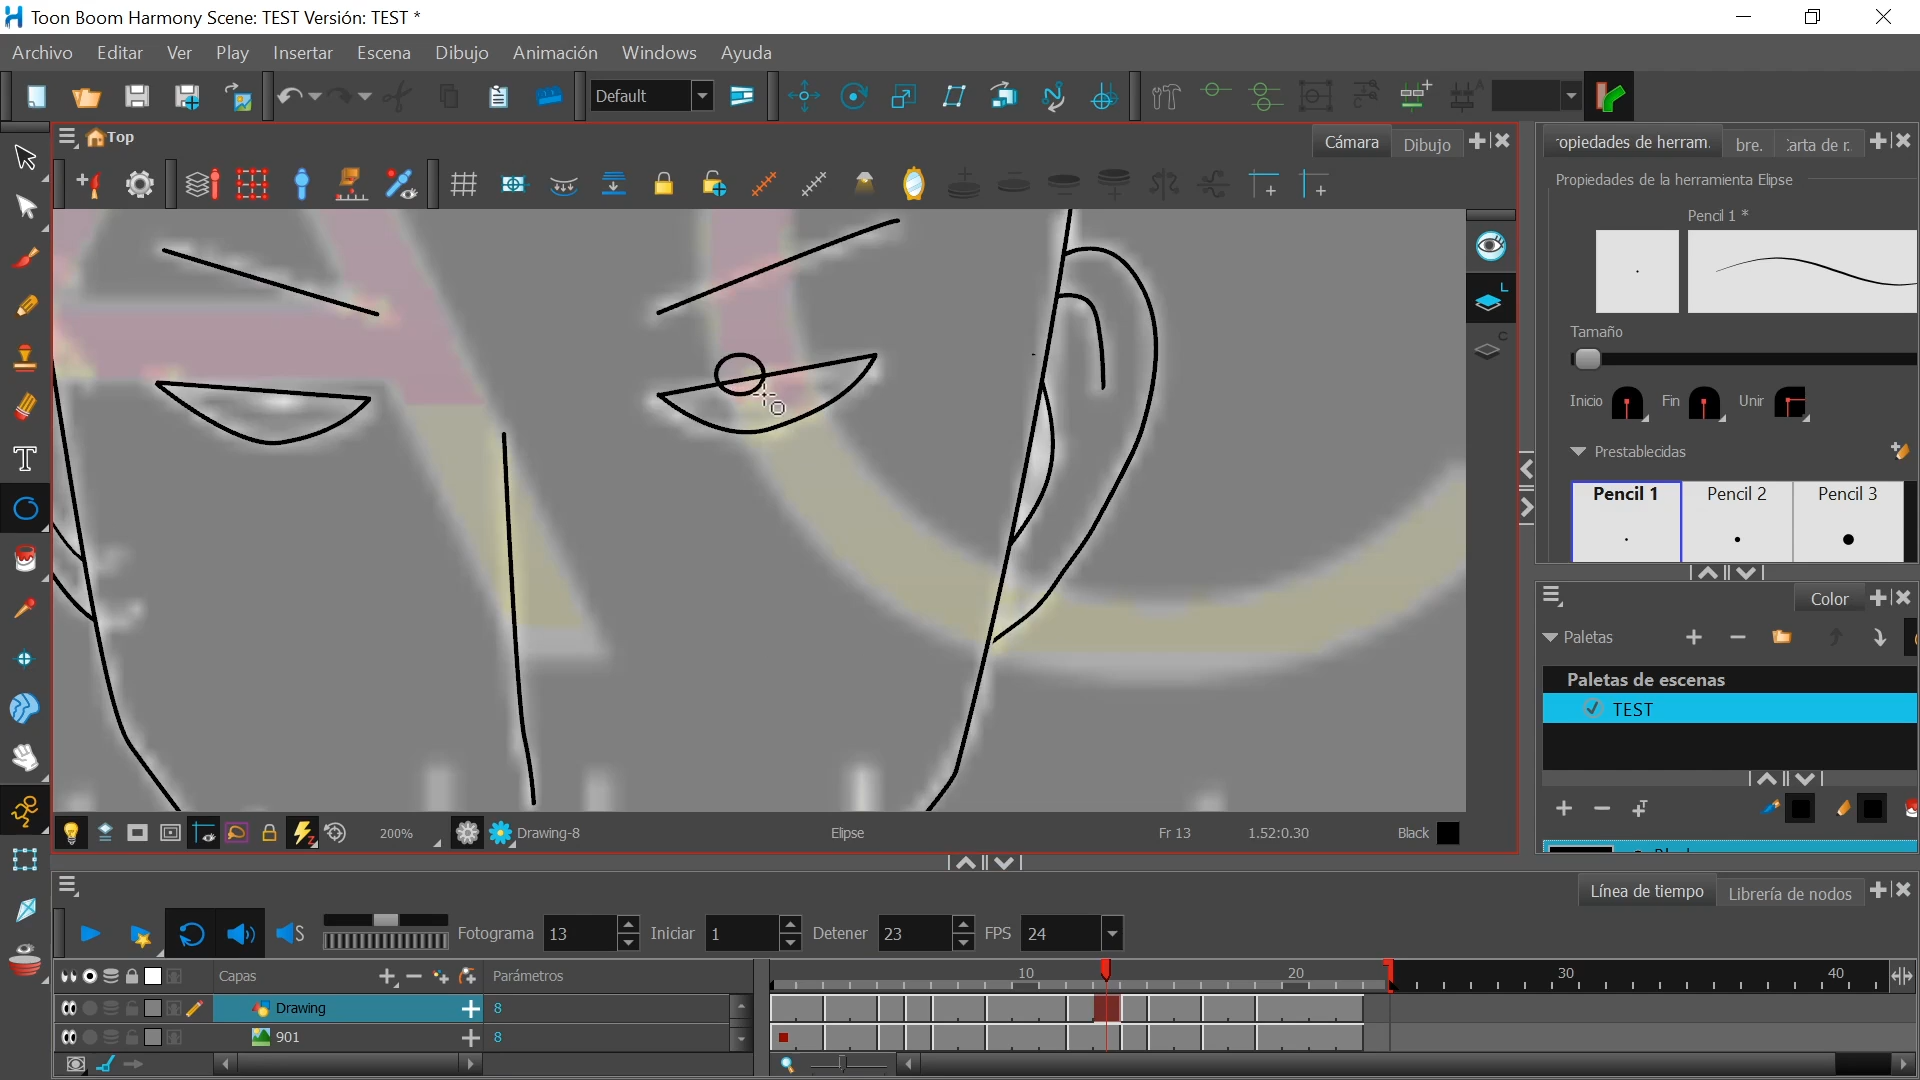 Toon Boom Harmony Scene: TEST Versión: TEST *
Archivo Editar Ver Play Insertar Escena Dibujo Animación Windows Ayuda
Default
Top
Cámara Dibujo
ropiedades de herram. bre. arta de r.
Propiedades de la herramienta Elipse
Pencil 1 *
Tamaño
Inicio Fin Unir
Prestablecidas
Pencil 1 Pencil 2 Pencil 3
L
C
T
Color
Paletas
Paletas de escenas
TEST
200% Drawing-8 Elipse Fr 13 1.52:0.30 Black
Línea de tiempo Librería de nodos
S Fotograma 13 Iniciar 1 Detener 23 FPS 24
Capas Parámetros 10 20 30 40
Drawing 8
901 8